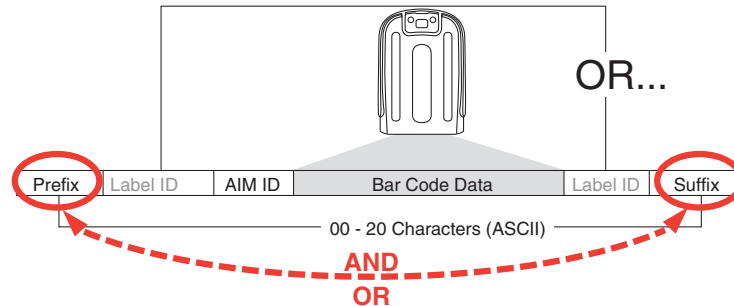 OR...
Prefix Label ID AIM ID Bar Code Data Label ID Suffix
00 - 20 Characters (ASCII)
AND
OR